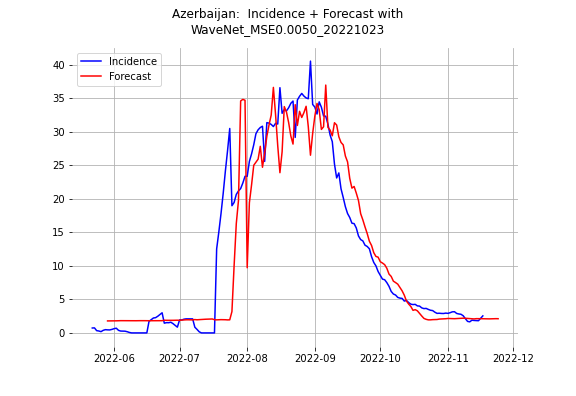 Azerbaijan:  Incidence + Forecast with
WaveNet_MSE0.0050_20221023
Incidence
Forecast
40
35
30
25
20
15
10
5
0
2022-06 2022-07 2022-08 2022-09 2022-10 2022-11 2022-12